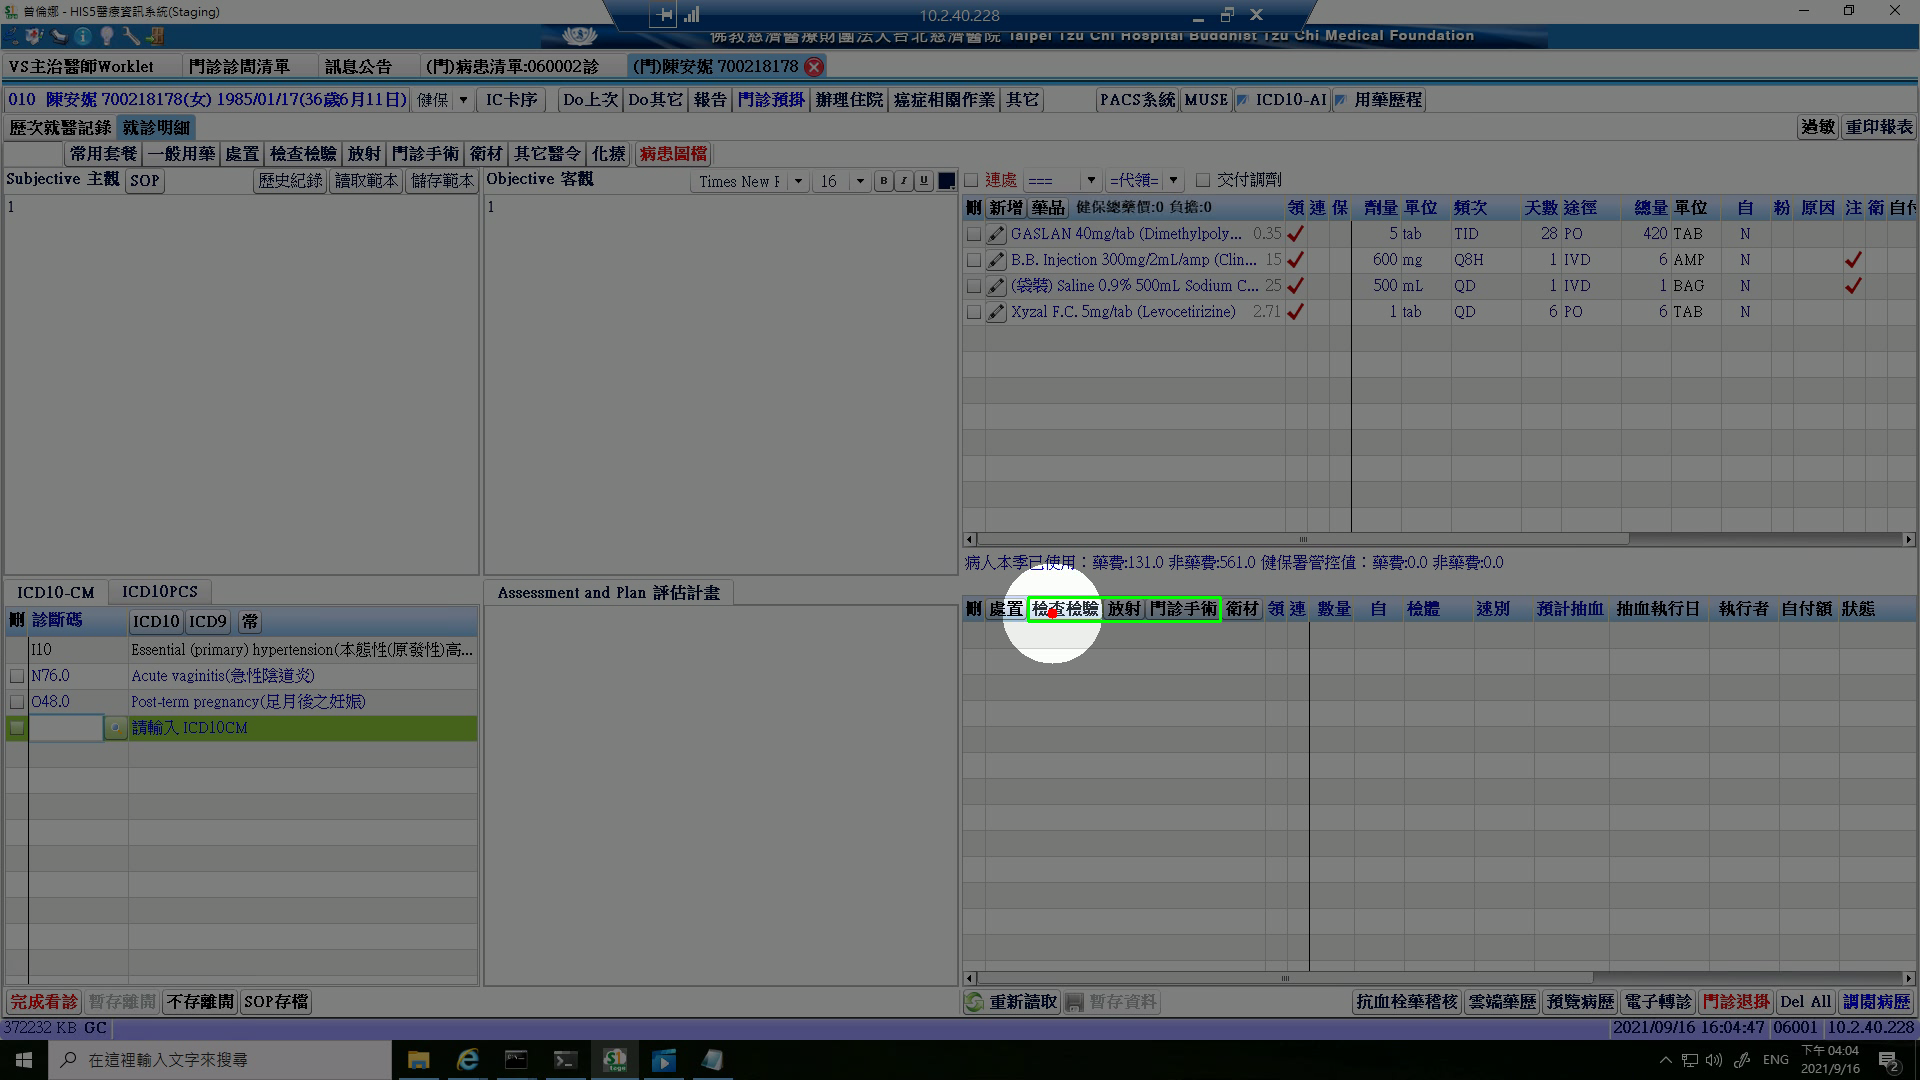 曾倫娜 - HIS5醫療資訊系統(Staging)
10.2.40.228
佛教慈濟醫療財團法人台北慈濟醫院 Taipei Tzu Chi Hospital Buddhist Tzu Chi Medical Foundation
VS主治醫師Worklet 門診診間清單 訊息公告 (門)病患清單:060002診 (門)陳安妮 700218178
010 陳安妮 700218178(女) 1985/01/17(36歲6月11日) 健保 IC卡序 Do上次 Do其它 報告 門診預掛 辦理住院 癌症相關作業 其它 PACS系統 MUSE ICD10-AI 用藥歷程
歷次就醫記錄 就診明細 過敏 重印報表
常用套餐 一般用藥 處置 檢查檢驗 放射 門診手術 衛材 其它醫令 化療 病患圖檔
Subjective 主觀 SOP 歷史紀錄 讀取範本 儲存範本
1
Objective 客觀 Times New F 16 B I U
1
連處 === =代領= 交付調劑
刪 新增 藥品 健保總藥價:0 負擔:0 領 連 保 劑量 單位 頻次 天數 途徑 總量 單位 自 粉 原因 注 衛 自付
GASLAN 40mg/tab (Dimethylpoly... 0.35 5 tab TID 28 PO 420 TAB N
B.B. Injection 300mg/2mL/amp (Clin... 15 600 mg Q8H 1 IVD 6 AMP N
(袋裝) Saline 0.9% 500mL Sodium C... 25 500 mL QD 1 IVD 1 BAG N
Xyzal F.C. 5mg/tab (Levocetirizine) 2.71 1 tab QD 6 PO 6 TAB N
病人本季已使用：藥費:131.0 非藥費:561.0 健保署管控值：藥費:0.0 非藥費:0.0
ICD10-CM ICD10PCS
刪 診斷碼 ICD10 ICD9 常
I10 Essential (primary) hypertension(本態性(原發性)高...
N76.0 Acute vaginitis(急性陰道炎)
O48.0 Post-term pregnancy(足月後之妊娠)
請輸入 ICD10CM
Assessment and Plan 評估計畫
刪 處置 檢查檢驗 放射 門診手術 衛材 領 連 數量 自 檢體 速別 預計抽血 抽血執行日 執行者 自付額 狀態
完成看診 暫存離開 不存離開 SOP存檔 重新讀取 暫存資料 抗血栓藥稽核 雲端藥歷 預覽病歷 電子轉診 門診退掛 Del All 調閱病歷
372232 KB GC 2021/09/16 16:04:47 06001 10.2.40.228
在這裡輸入文字來搜尋 ENG 下午 04:04
2021/9/16 2